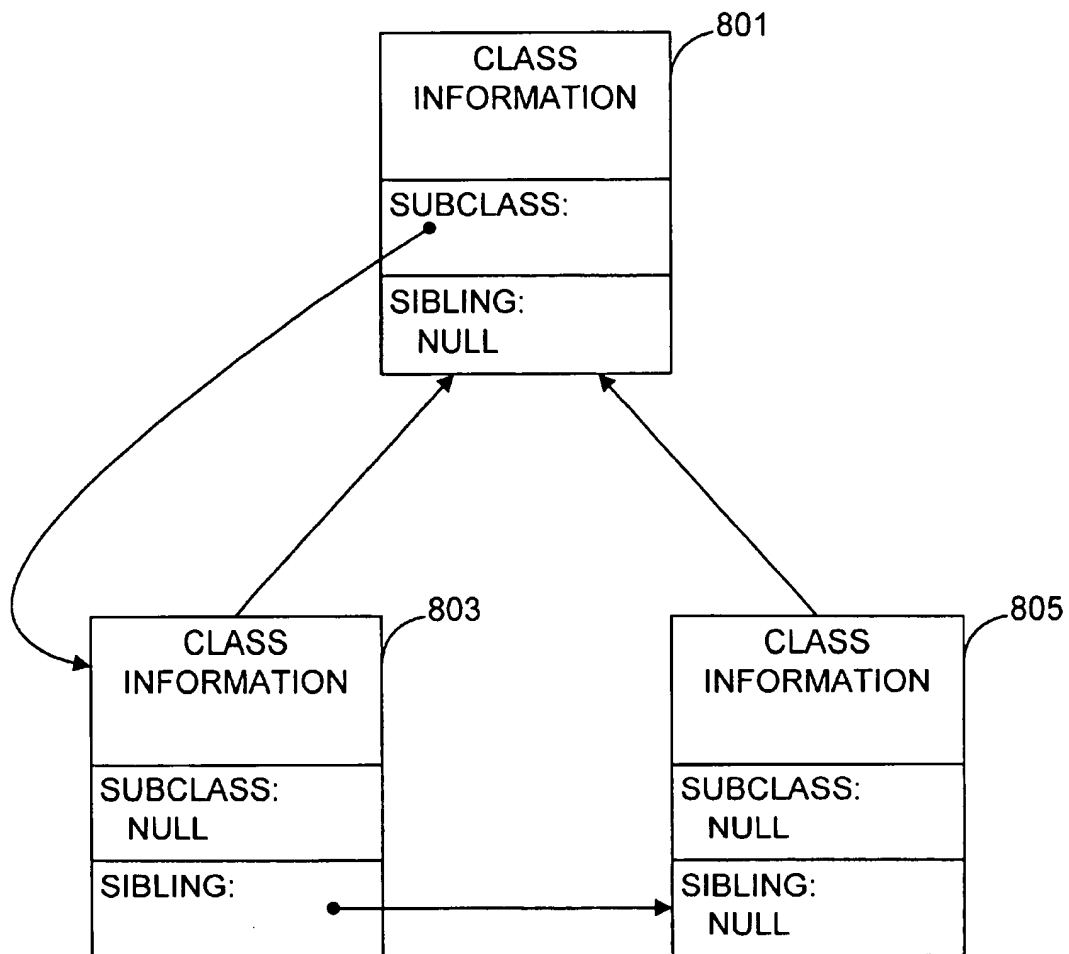 801
CLASS
INFORMATION
SUBCLASS:
SIBLING:
NULL
803
CLASS
INFORMATION
SUBCLASS:
NULL
SIBLING:
805
CLASS
INFORMATION
SUBCLASS:
NULL
SIBLING:
NULL